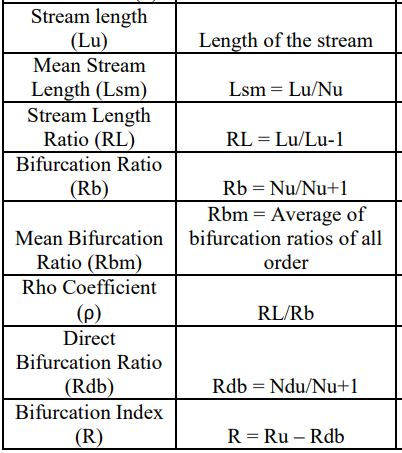 Stream length
(Lu)
Length of the stream
Mean Stream
Length (Lsm)
Lsm = Lu/Nu
Stream Length
Ratio (RL)
RL = Lu/Lu-1
Bifurcation Ratio
(Rb)
Rb = Nu/Nu+1
Mean Bifurcation
Ratio (Rbm)
Rbm = Average of
bifurcation ratios of all
order
Rho Coefficient
(ρ)
RL/Rb
Direct
Bifurcation Ratio
(Rdb)
Rdb = Ndu/Nu+1
Bifurcation Index
(R)
R = Ru – Rdb